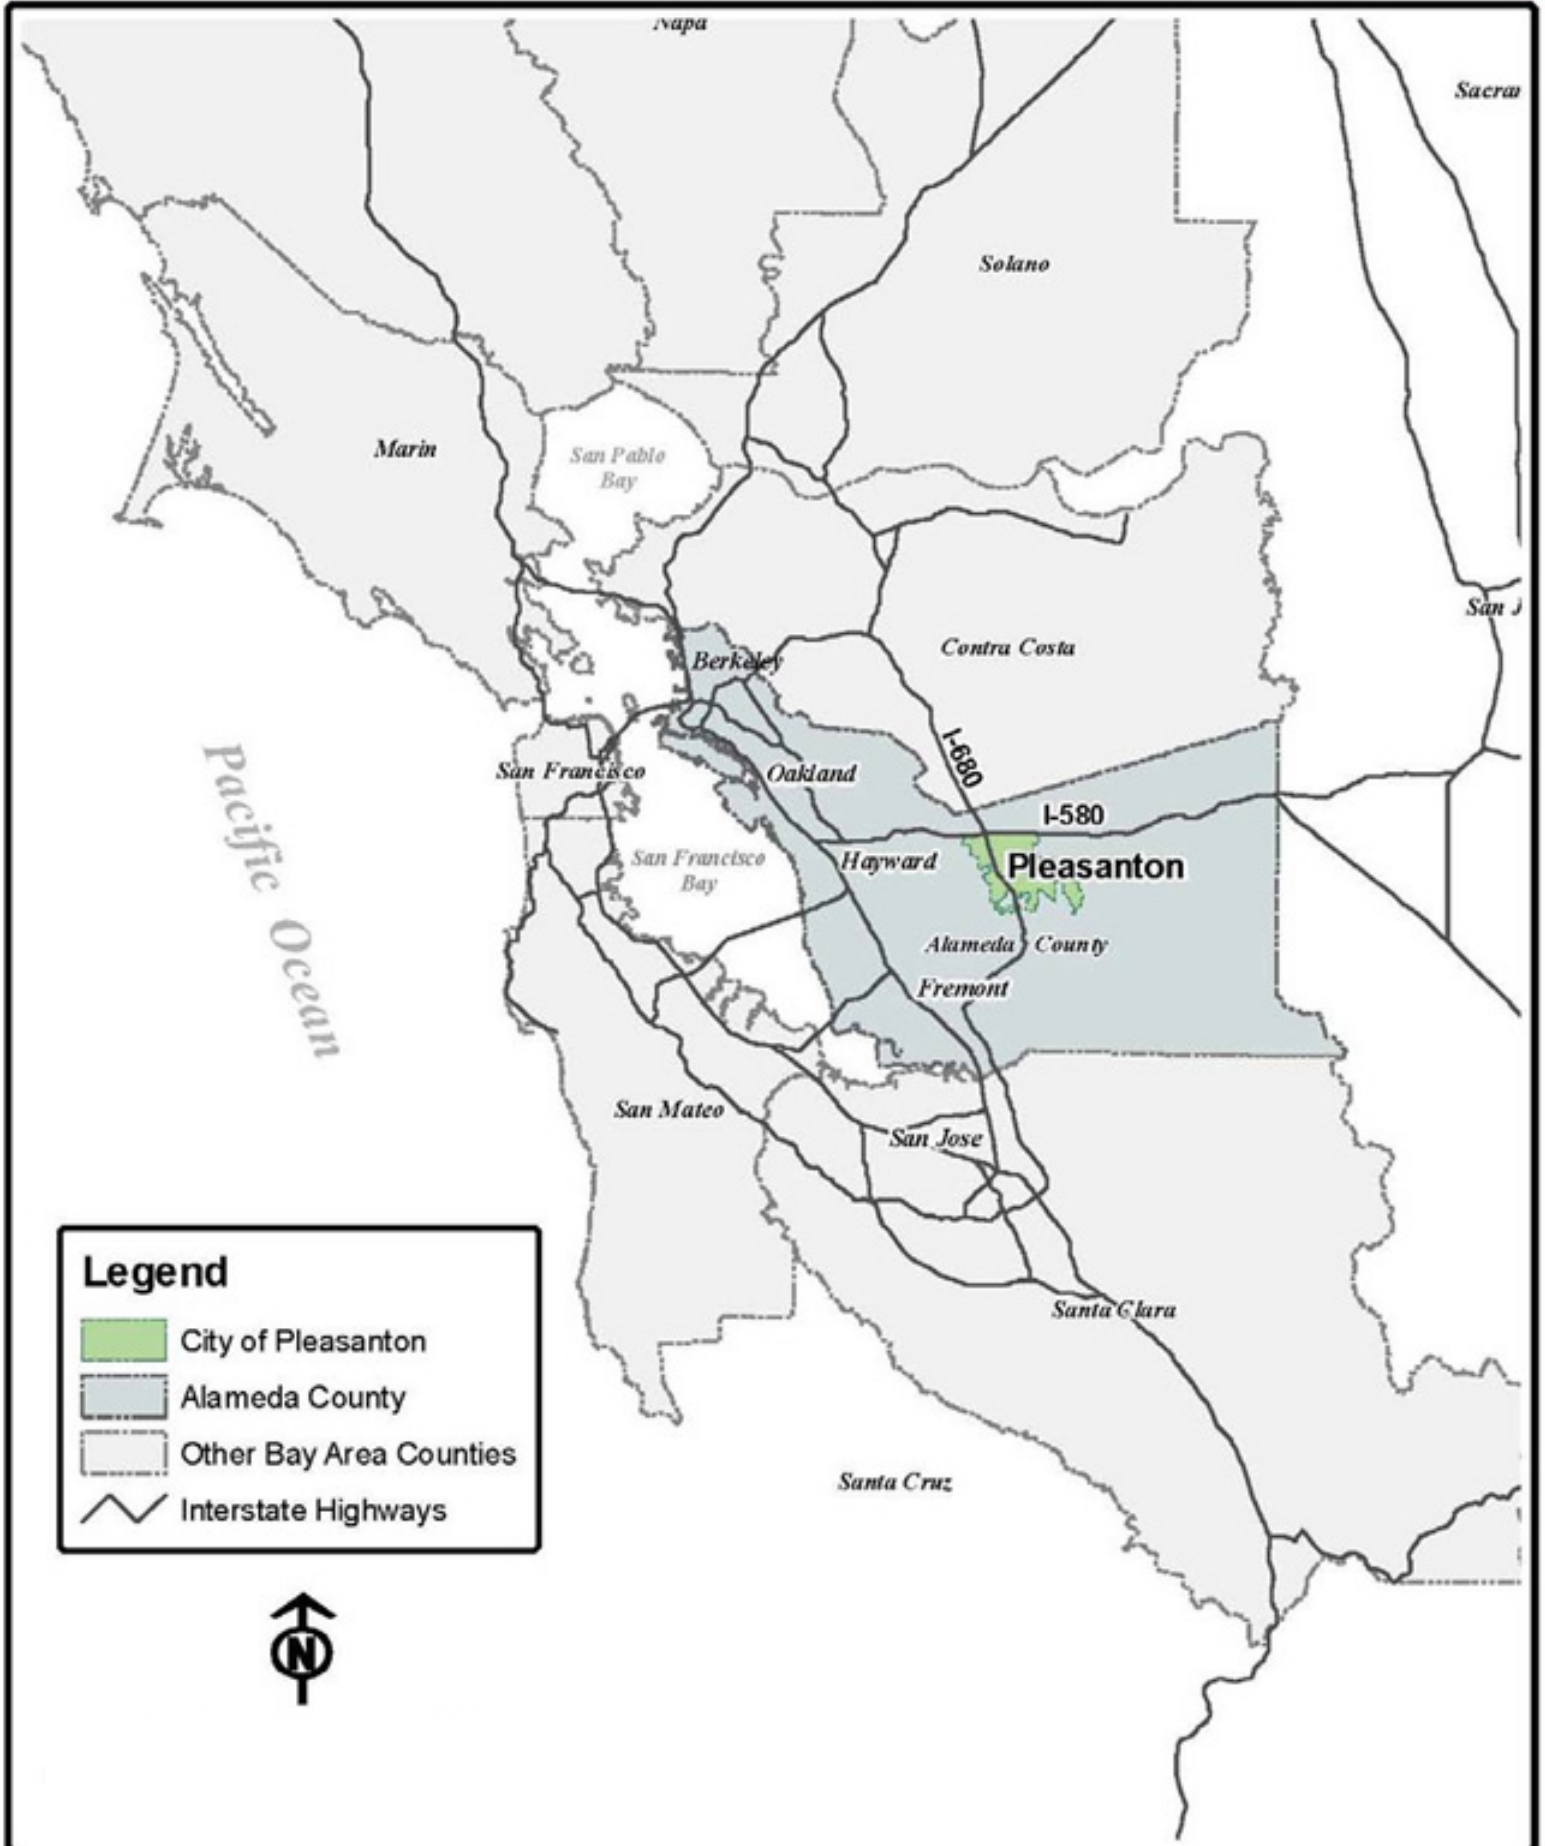 Napa
Sacra
Solano
Marin
San Pablo
Bay
San J
Contra Costa
Berkeley
I-680
Pacific Ocean
San Francisco
Oakland
I-580
San Francisco
Bay
Hayward
Pleasanton
Alameda County
Fremont
San Mateo
San Jose
Santa Clara
Santa Cruz
Legend
City of Pleasanton
Alameda County
Other Bay Area Counties
Interstate Highways
N